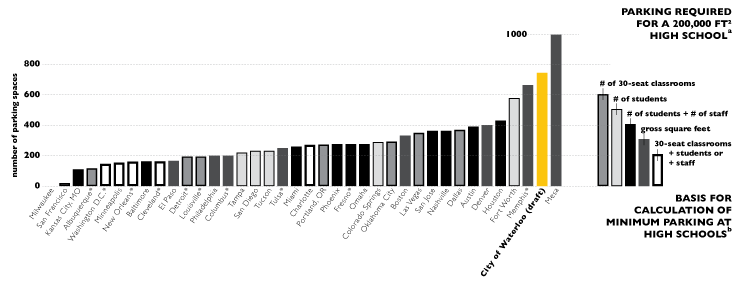 PARKING REQUIRED
FOR A 200,000 FT²
HIGH SCHOOLᵃ
1000
800
600
400
200
0
number of parking spaces
# of 30-seat classrooms
# of students
# of students + # of staff
gross square feet
30-seat classrooms
+ students or
+ staff
BASIS FOR
CALCULATION OF
MINIMUM PARKING AT
HIGH SCHOOLSᵇ
Milwaukee
San Francisco
Kansas City, MO
Albuquerque*
Washington D.C.*
Minneapolis
New Orleans*
Baltimore
Cleveland*
El Paso
Detroit*
Louisville*
Philadelphia
Columbus*
Tampa
San Diego
Tucson
Tulsa*
Miami
Charlotte
Portland, OR
Phoenix
Fresno*
Omaha
Colorado Springs
Oklahoma City
Boston
Las Vegas
San Jose
Nashville
Dallas
Austin
Denver
Houston
Fort Worth
Memphis*
City of Waterloo (draft)
Mesa